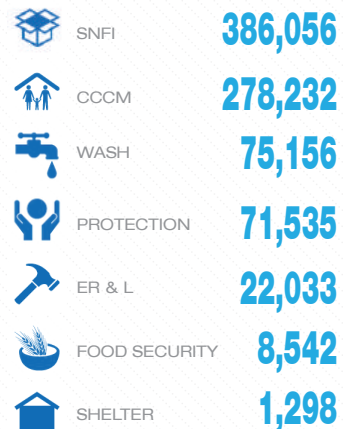 SNFI 386,056
CCCM 278,232
WASH 75,156
PROTECTION 71,535
ER & L 22,033
FOOD SECURITY 8,542
SHELTER 1,298